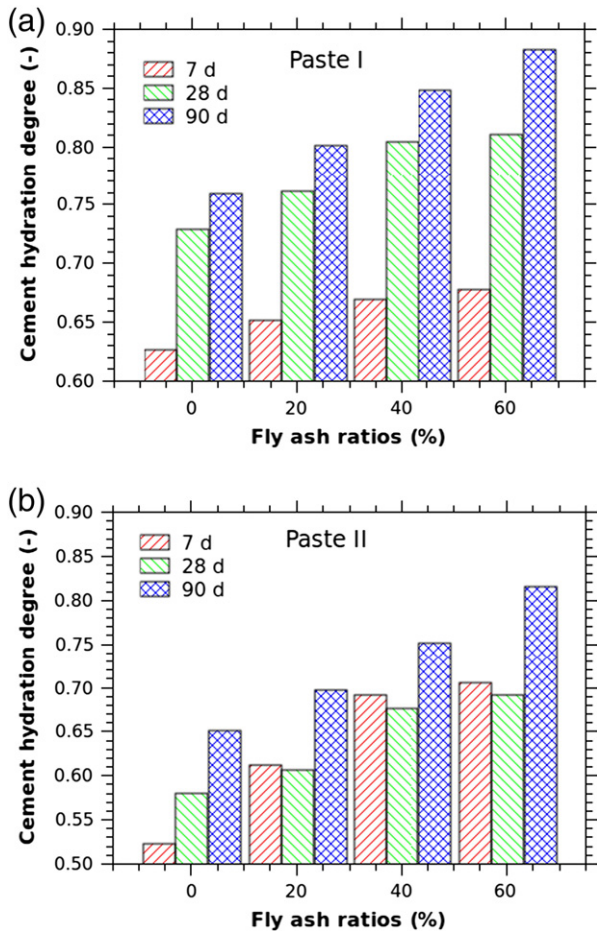 (a)
Paste I
7 d
28 d
90 d
Cement hydration degree (-)
0.90
0.85
0.80
0.75
0.70
0.65
0.60
0 20 40 60
Fly ash ratios (%)
(b)
Paste II
7 d
28 d
90 d
Cement hydration degree (-)
0.90
0.85
0.80
0.75
0.70
0.65
0.60
0.55
0.50
0 20 40 60
Fly ash ratios (%)